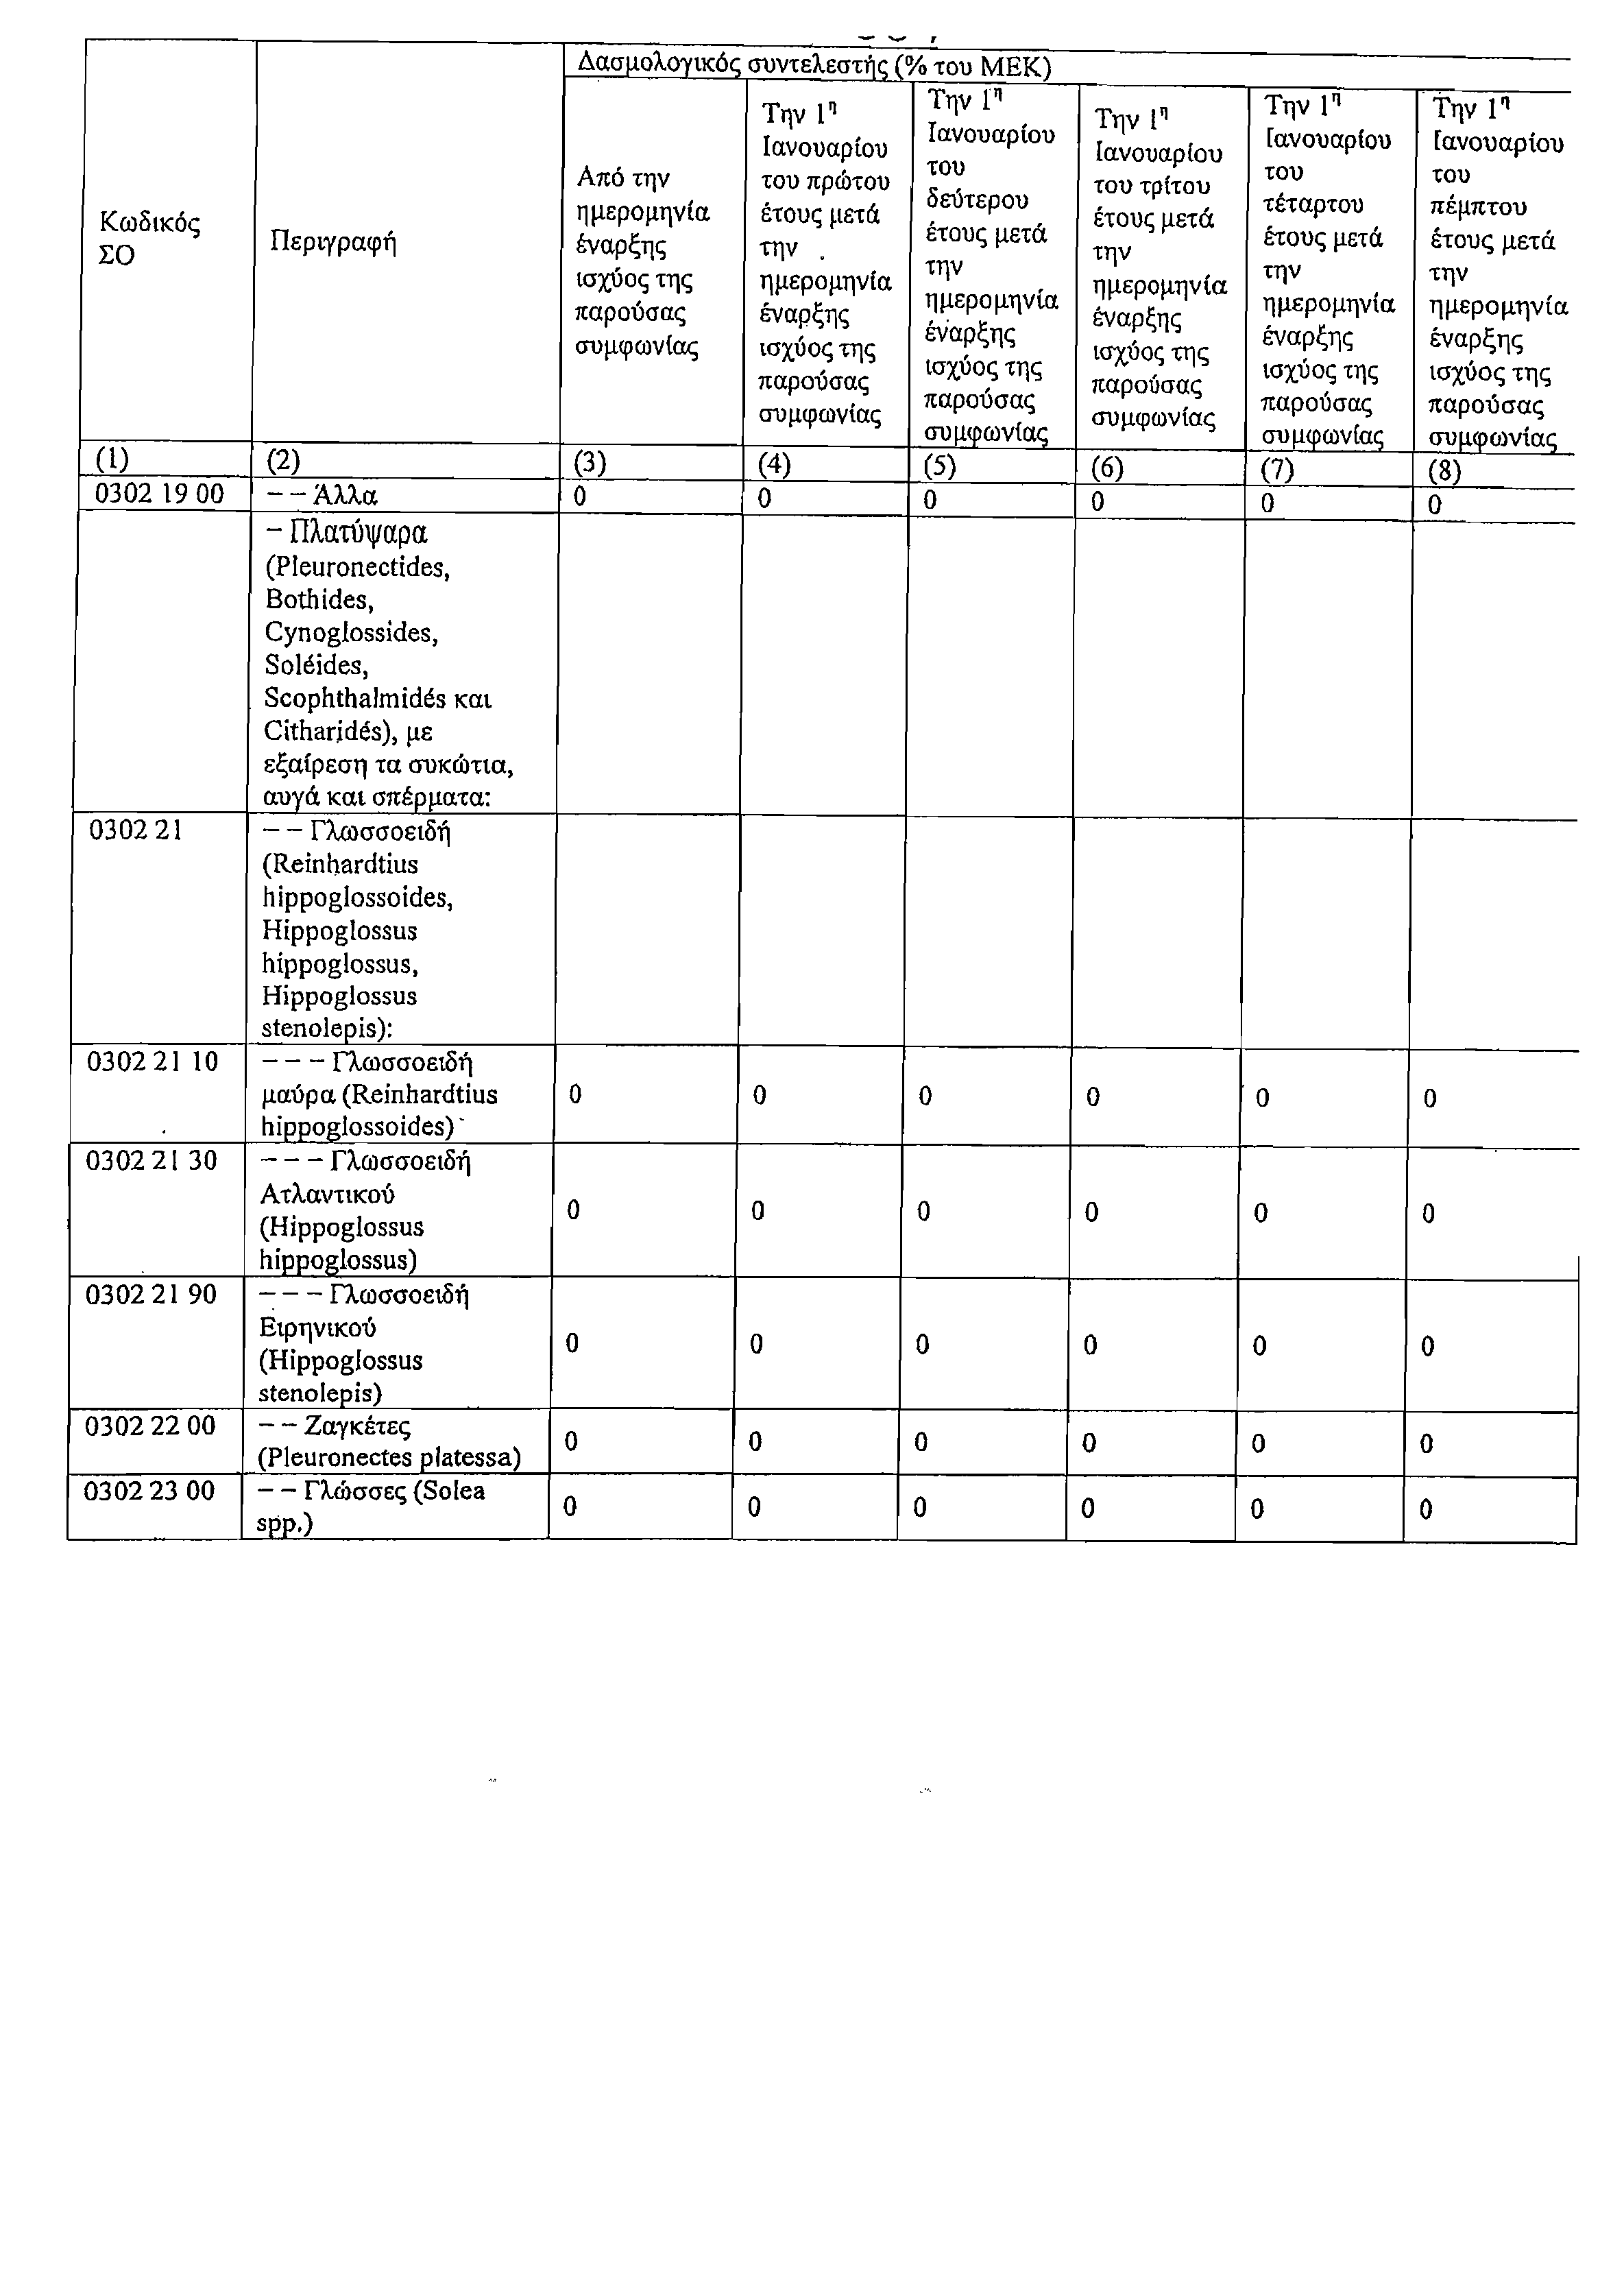 Δασμολογικός συντελεστής (% του ΜΕΚ)
Κωδικός
ΣΟ
Περιγραφή
Από την
ημερομηνία
έναρξης
ισχύος της
παρούσας
συμφωνίας
Την 1η
Ιανουαρίου
του πρώτου
έτους μετά
την
ημερομηνία
έναρξης
ισχύος της
παρούσας
συμφωνίας
Την 1η
Ιανουαρίου
του
δεύτερου
έτους μετά
την
ημερομηνία
έναρξης
ισχύος της
παρούσας
συμφωνίας
Την 1η
Ιανουαρίου
του τρίτου
έτους μετά
την
ημερομηνία
έναρξης
ισχύος της
παρούσας
συμφωνίας
Την 1η
Ιανουαρίου
του
τέταρτου
έτους μετά
την
ημερομηνία
έναρξης
ισχύος της
παρούσας
συμφωνίας
Την 1η
Ιανουαρίου
του
πέμπτου
έτους μετά
την
ημερομηνία
έναρξης
ισχύος της
παρούσας
συμφωνίας
(1) (2) (3) (4) (5) (6) (7) (8)
0302 19 00 – – Άλλα 0 0 0 0 0 0
– Πλατύψαρα
(Pleuronectides,
Bothides,
Cynoglossides,
Soléides,
Scophthalmidés και
Citharidés), με
εξαίρεση τα συκώτια,
αυγά και σπέρματα:
0302 21 – – Γλωσσοειδή
(Reinhardtius
hippoglossoides,
Hippoglossus
hippoglossus,
Hippoglossus
stenolepis):
0302 21 10 – – – Γλωσσοειδή
μαύρα (Reinhardtius 0 0 0 0 0 0
hippoglossoides)
0302 21 30 – – – Γλωσσοειδή
Ατλαντικού
(Hippoglossus 0 0 0 0 0 0
hippoglossus)
0302 21 90 – – – Γλωσσοειδή
Ειρηνικού
(Hippoglossus 0 0 0 0 0 0
stenolepis)
0302 22 00 – – Ζαγκέτες
(Pleuronectes platessa) 0 0 0 0 0 0
0302 23 00 – – Γλώσσες (Solea
spp.) 0 0 0 0 0 0